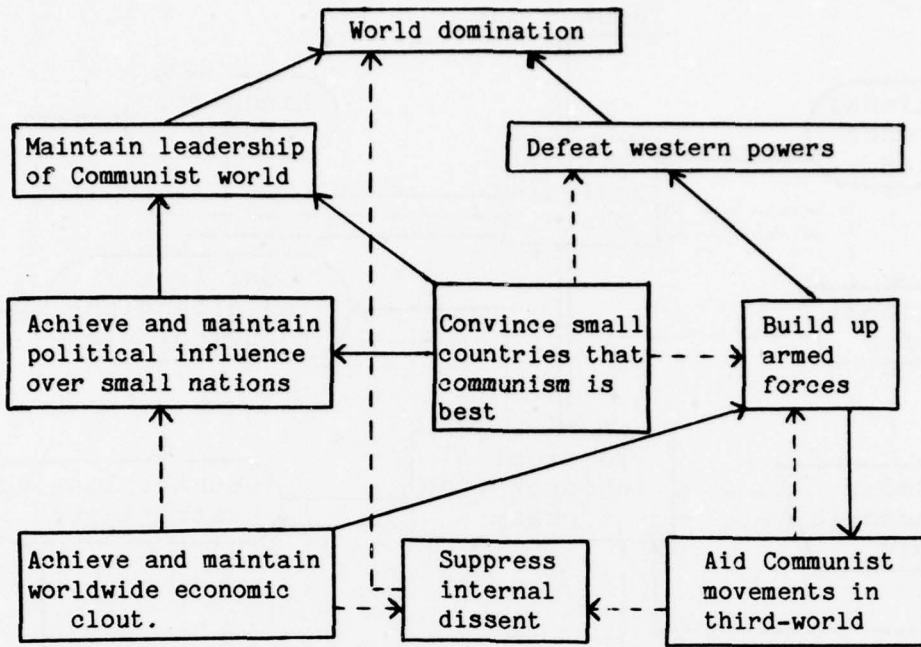 World domination
Maintain leadership
of Communist world
Defeat western powers
Achieve and maintain
political influence
over small nations
Convince small
countries that
communism is
best
Build up
armed
forces
Achieve and maintain
worldwide economic
clout.
Suppress
internal
dissent
Aid Communist
movements in
third-world